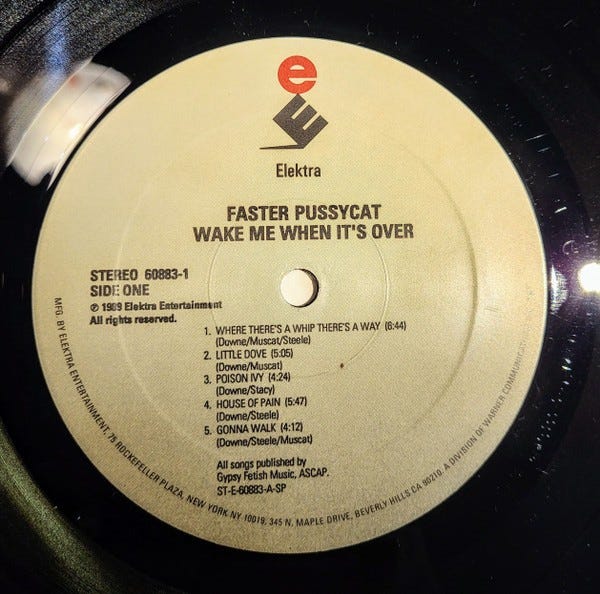 e
E
Elektra
FASTER PUSSYCAT
WAKE ME WHEN IT'S OVER
STEREO 60883-1
SIDE ONE
℗ 1989 Elektra Entertainment
All rights reserved.
1. WHERE THERE'S A WHIP THERE'S A WAY (6:44)
(Downe/Muscat/Steele)
2. LITTLE DOVE (5:05)
(Downe/Muscat)
3. POISON IVY (4:24)
(Downe/Stacy)
4. HOUSE OF PAIN (5:47)
(Downe/Steele)
5. GONNA WALK (4:12)
(Downe/Steele/Muscat)
All songs published by
Gypsy Fetish Music, ASCAP.
ST-E-60883-A-SP
MFG. BY ELEKTRA ENTERTAINMENT, 75 ROCKEFELLER PLAZA, NEW YORK NY 10019, 345 N. MAPLE DRIVE, BEVERLY HILLS CA 90210. A DIVISION OF WARNER